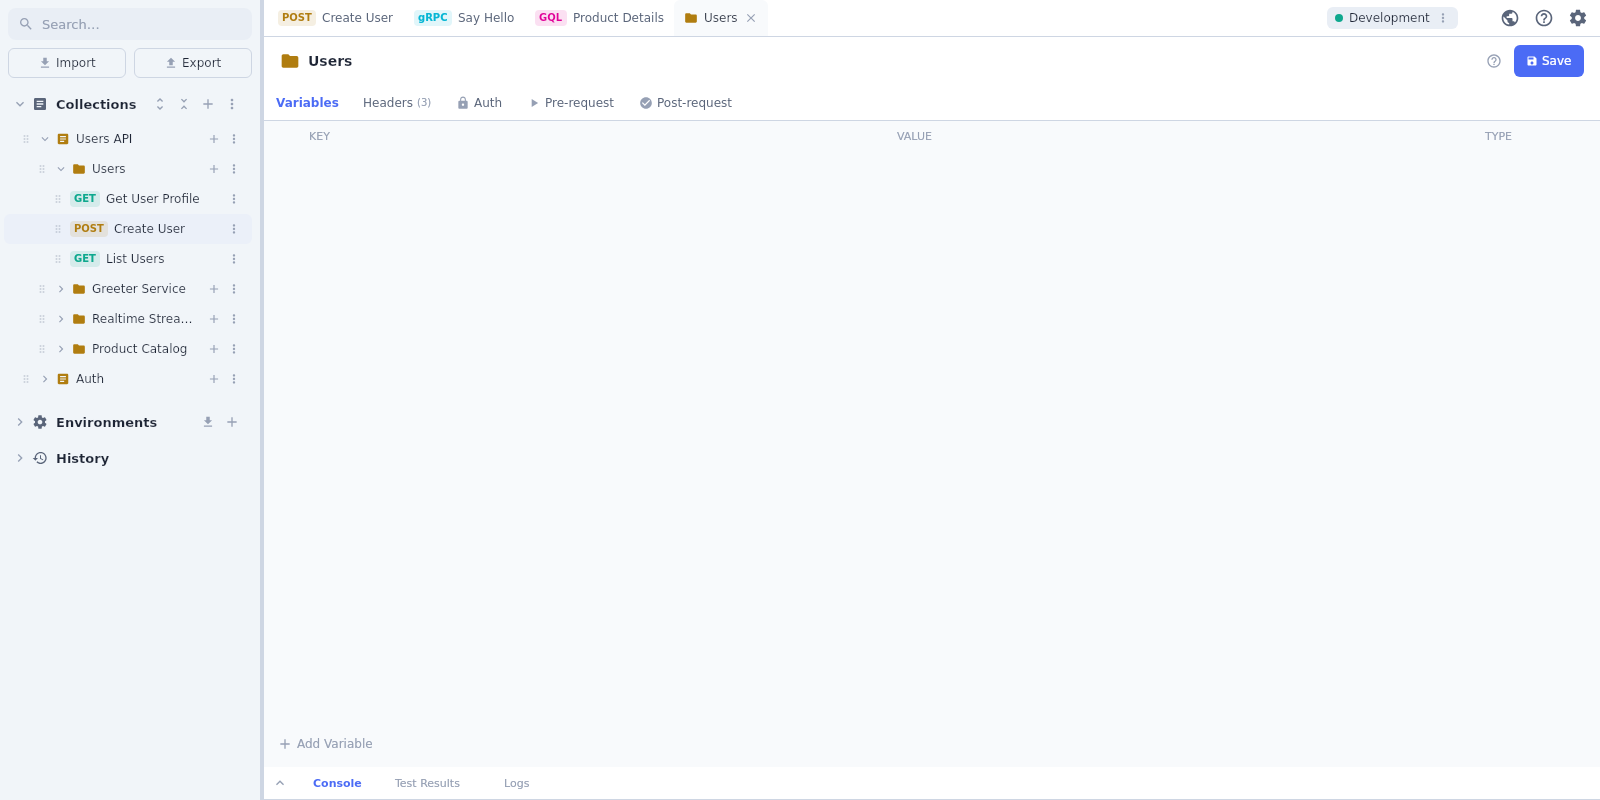 Search...
Import
Export
Collections
Users API
Users
GET Get User Profile
POST Create User
GET List Users
Greeter Service
Realtime Strea...
Product Catalog
Auth
Environments
History
POST Create User
gRPC Say Hello
GQL Product Details
Users
Development
Users
Save
Variables
Headers (3)
Auth
Pre-request
Post-request
KEY
VALUE
TYPE
Add Variable
Console
Test Results
Logs